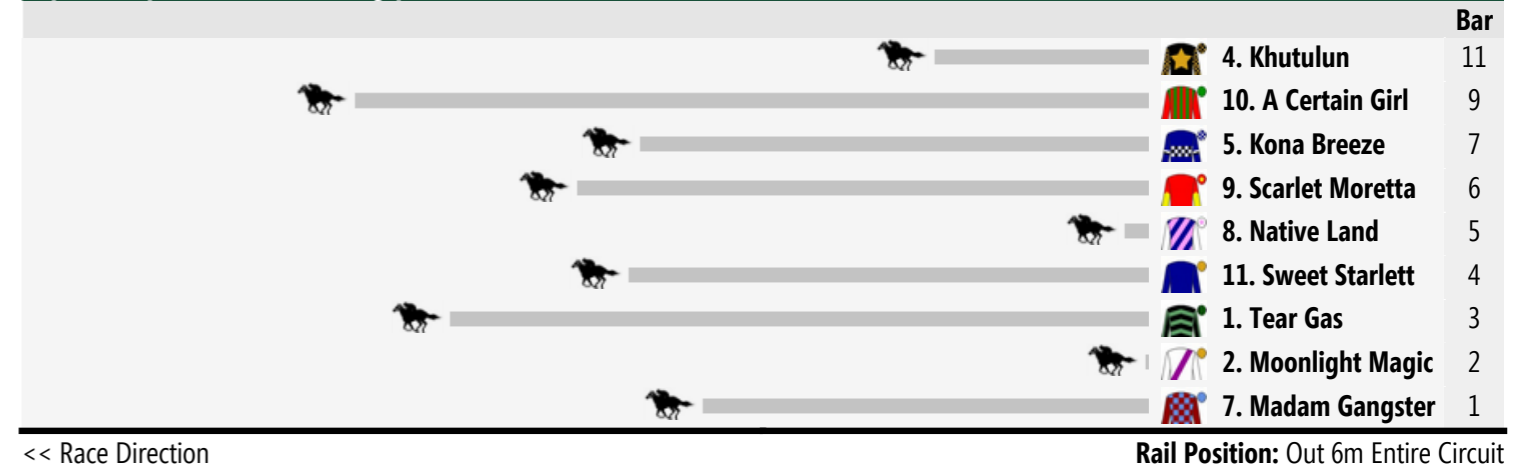 Bar
4. Khutulun 11
10. A Certain Girl 9
5. Kona Breeze 7
9. Scarlet Moretta 6
8. Native Land 5
11. Sweet Starlett 4
1. Tear Gas 3
2. Moonlight Magic 2
7. Madam Gangster 1
<< Race Direction Rail Position: Out 6m Entire Circuit